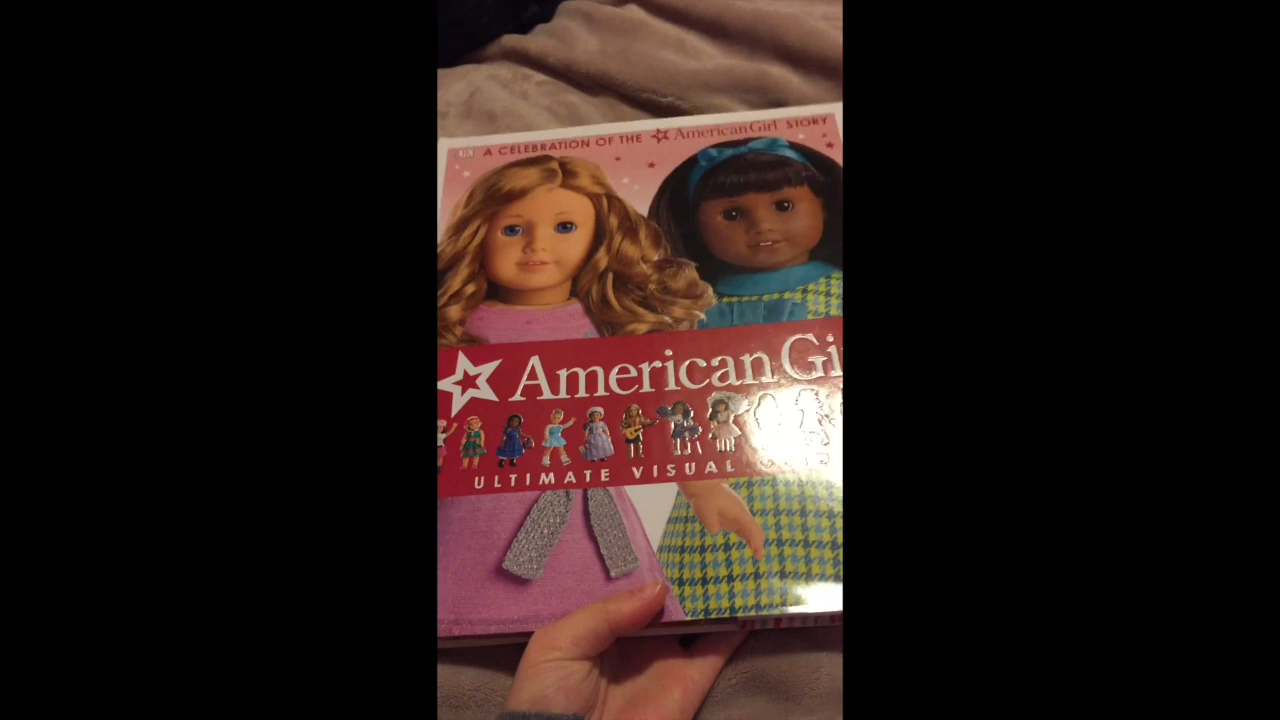 DK A CELEBRATION OF THE American Girl STORY
American Gi
ULTIMATE VISUAL